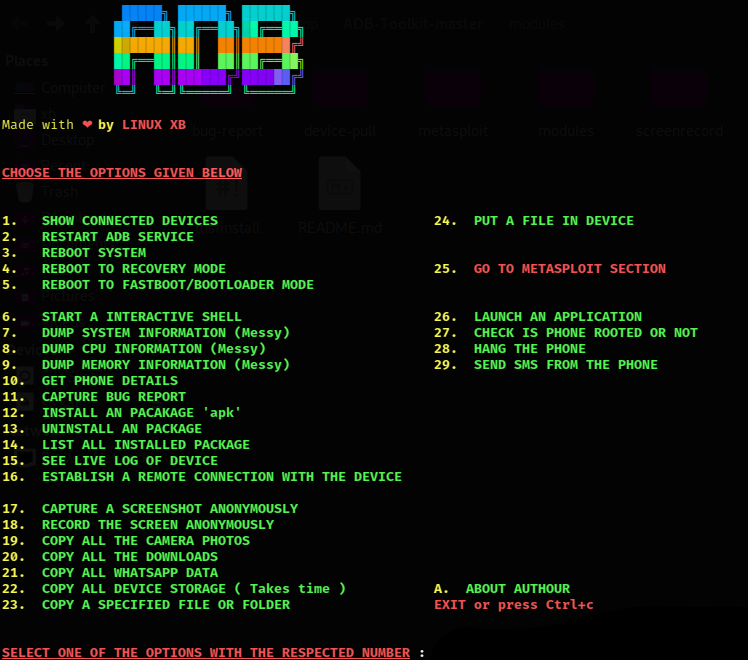 ADB
ADB-Toolkit-master modules
Places
Computer
Made with ❤ by LINUX XB
bug-report device-pull metasploit modules screenrecord
Desktop
CHOOSE THE OPTIONS GIVEN BELOW
Trash
1. SHOW CONNECTED DEVICES
24. PUT A FILE IN DEVICE
README.md
2. RESTART ADB SERVICE
3. REBOOT SYSTEM
4. REBOOT TO RECOVERY MODE
25. GO TO METASPLOIT SECTION
5. REBOOT TO FASTBOOT/BOOTLOADER MODE
Pictures
6. START A INTERACTIVE SHELL
26. LAUNCH AN APPLICATION
7. DUMP SYSTEM INFORMATION (Messy)
27. CHECK IS PHONE ROOTED OR NOT
8. DUMP CPU INFORMATION (Messy)
28. HANG THE PHONE
9. DUMP MEMORY INFORMATION (Messy)
29. SEND SMS FROM THE PHONE
10. GET PHONE DETAILS
11. CAPTURE BUG REPORT
12. INSTALL AN PACAKAGE 'apk'
13. UNINSTALL AN PACKAGE
14. LIST ALL INSTALLED PACKAGE
15. SEE LIVE LOG OF DEVICE
16. ESTABLISH A REMOTE CONNECTION WITH THE DEVICE
17. CAPTURE A SCREENSHOT ANONYMOUSLY
18. RECORD THE SCREEN ANONYMOUSLY
19. COPY ALL THE CAMERA PHOTOS
20. COPY ALL THE DOWNLOADS
21. COPY ALL WHATSAPP DATA
22. COPY ALL DEVICE STORAGE ( Takes time )
A. ABOUT AUTHOUR
23. COPY A SPECIFIED FILE OR FOLDER
EXIT or press Ctrl+c
SELECT ONE OF THE OPTIONS WITH THE RESPECTED NUMBER :